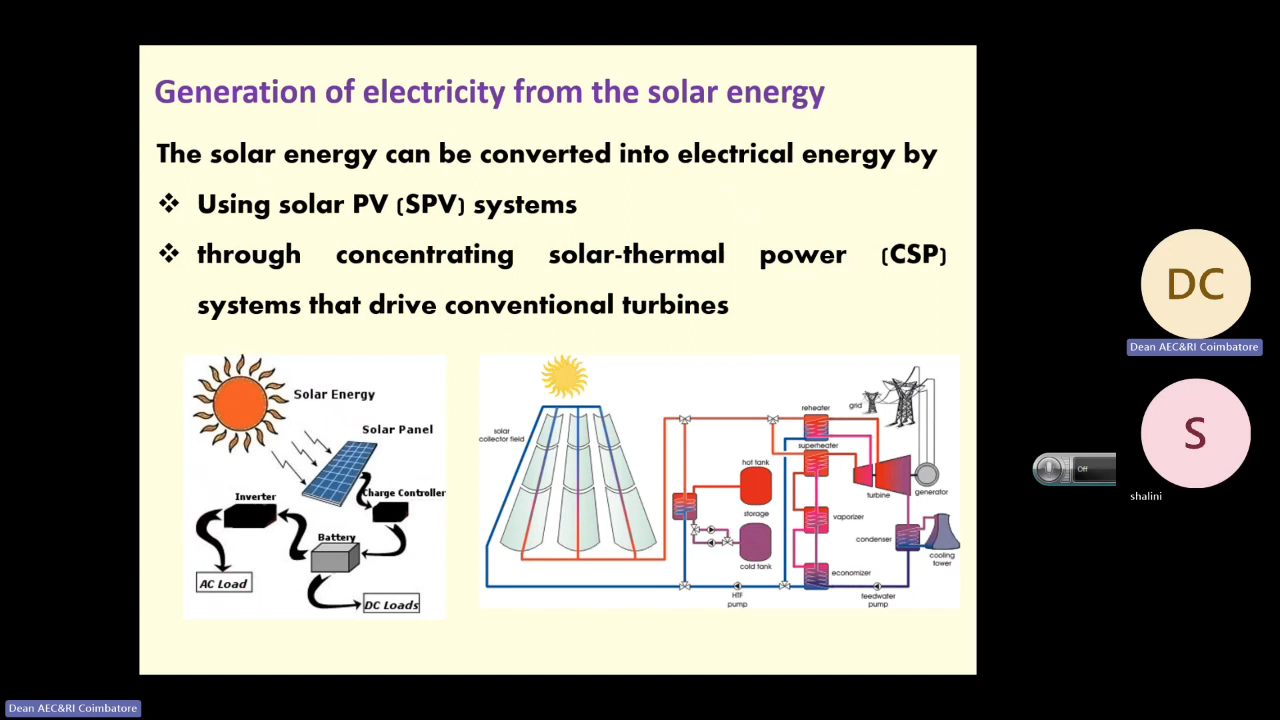 Generation of electricity from the solar energy
The solar energy can be converted into electrical energy by
❖ Using solar PV (SPV) systems
❖ through concentrating solar-thermal power (CSP)
systems that drive conventional turbines
Solar Energy
Solar Panel
Charge Controller
Inverter
Battery
AC Load
DC Loads
solar
collector field
hot tank
storage
cold tank
HTF
pump
reheater
superheater
vaporizer
economizer
grid
turbine
generator
condenser
cooling
tower
feedwater
pump
DC
Dean AEC&RI Coimbatore
S
shalini
Off
Dean AEC&RI Coimbatore